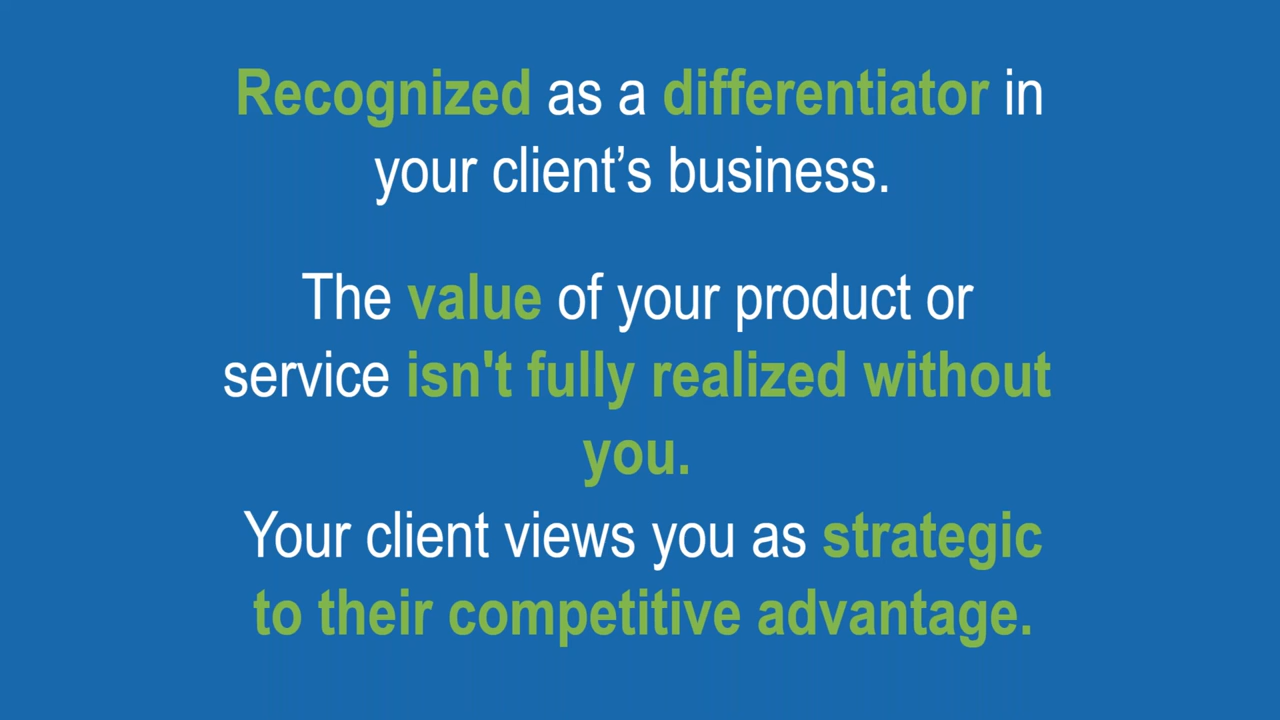 Recognized as a differentiator in
your client’s business.
The value of your product or
service isn't fully realized without
you.
Your client views you as strategic
to their competitive advantage.